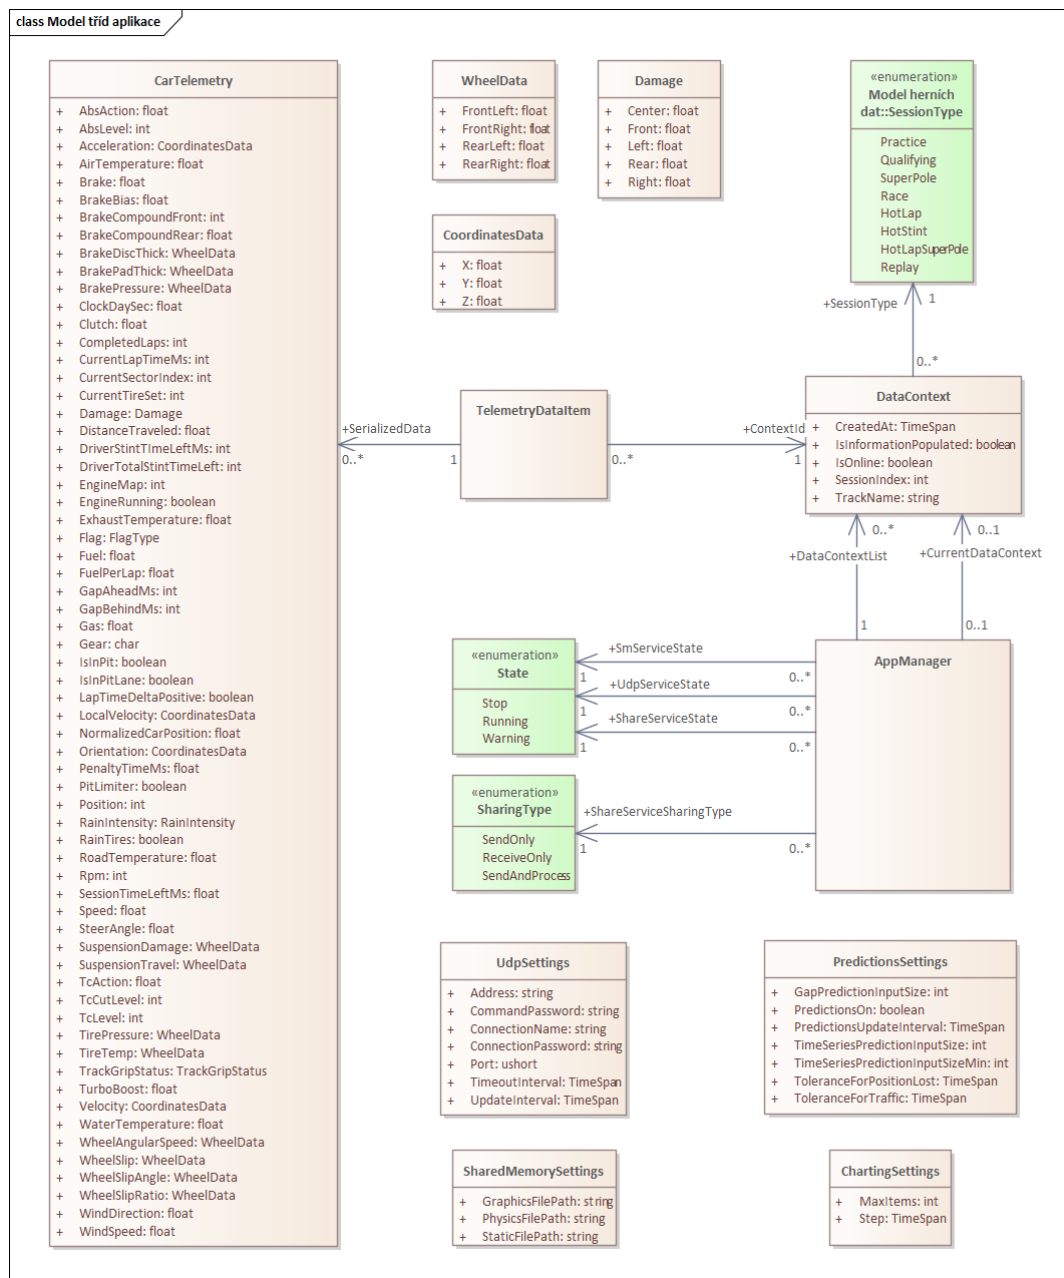 class Model tříd aplikace
CarTelemetry
+ AbsAction: float
+ AbsLevel: int
+ Acceleration: CoordinatesData
+ AirTemperature: float
+ Brake: float
+ BrakeBias: float
+ BrakeCompoundFront: int
+ BrakeCompoundRear: float
+ BrakeDiscThick: WheelData
+ BrakePadThick: WheelData
+ BrakePressure: WheelData
+ ClockDaySec: float
+ Clutch: float
+ CompletedLaps: int
+ CurrentLapTimeMs: int
+ CurrentSectorIndex: int
+ CurrentTireSet: int
+ Damage: Damage
+ DistanceTraveled: float
+ DriverStintTImeLeftMs: int
+ DriverTotalStintTimeLeft: int
+ EngineMap: int
+ EngineRunning: boolean
+ ExhaustTemperature: float
+ Flag: FlagType
+ Fuel: float
+ FuelPerLap: float
+ GapAheadMs: int
+ GapBehindMs: int
+ Gas: float
+ Gear: char
+ IsInPit: boolean
+ IsInPitLane: boolean
+ LapTimeDeltaPositive: boolean
+ LocalVelocity: CoordinatesData
+ NormalizedCarPosition: float
+ Orientation: CoordinatesData
+ PenaltyTimeMs: float
+ PitLimiter: boolean
+ Position: int
+ RainIntensity: RainIntensity
+ RainTires: boolean
+ RoadTemperature: float
+ Rpm: int
+ SessionTimeLeftMs: float
+ Speed: float
+ SteerAngle: float
+ SuspensionDamage: WheelData
+ SuspensionTravel: WheelData
+ TcAction: float
+ TcCutLevel: int
+ TcLevel: int
+ TirePressure: WheelData
+ TireTemp: WheelData
+ TrackGripStatus: TrackGripStatus
+ TurboBoost: float
+ Velocity: CoordinatesData
+ WaterTemperature: float
+ WheelAngularSpeed: WheelData
+ WheelSlip: WheelData
+ WheelSlipAngle: WheelData
+ WheelSlipRatio: WheelData
+ WindDirection: float
+ WindSpeed: float
WheelData
+ FrontLeft: float
+ FrontRight: float
+ RearLeft: float
+ RearRight: float
Damage
+ Center: float
+ Front: float
+ Left: float
+ Rear: float
+ Right: float
CoordinatesData
+ X: float
+ Y: float
+ Z: float
«enumeration»
Model herních
dat::SessionType
Practice
Qualifying
SuperPole
Race
HotLap
HotStint
HotLapSuperPole
Replay
+SessionType
1
0..*
DataContext
+ CreatedAt: TimeSpan
+ IsInformationPopulated: boolean
+ IsOnline: boolean
+ SessionIndex: int
+ TrackName: string
TelemetryDataItem
+SerializedData
0..*
1
+ContextId
0..*
1
0..*
0..1
+DataContextList
+CurrentDataContext
1
0..1
AppManager
«enumeration»
State
Stop
Running
Warning
+SmServiceState
1
0..*
+UdpServiceState
1
0..*
+ShareServiceState
1
0..*
«enumeration»
SharingType
SendOnly
ReceiveOnly
SendAndProcess
+ShareServiceSharingType
1
0..*
UdpSettings
+ Address: string
+ CommandPassword: string
+ ConnectionName: string
+ ConnectionPassword: string
+ Port: ushort
+ TimeoutInterval: TimeSpan
+ UpdateInterval: TimeSpan
PredictionsSettings
+ GapPredictionInputSize: int
+ PredictionsOn: boolean
+ PredictionsUpdateInterval: TimeSpan
+ TimeSeriesPredictionInputSize: int
+ TimeSeriesPredictionInputSizeMin: int
+ ToleranceForPositionLost: TimeSpan
+ ToleranceForTraffic: TimeSpan
SharedMemorySettings
+ GraphicsFilePath: string
+ PhysicsFilePath: string
+ StaticFilePath: string
ChartingSettings
+ MaxItems: int
+ Step: TimeSpan